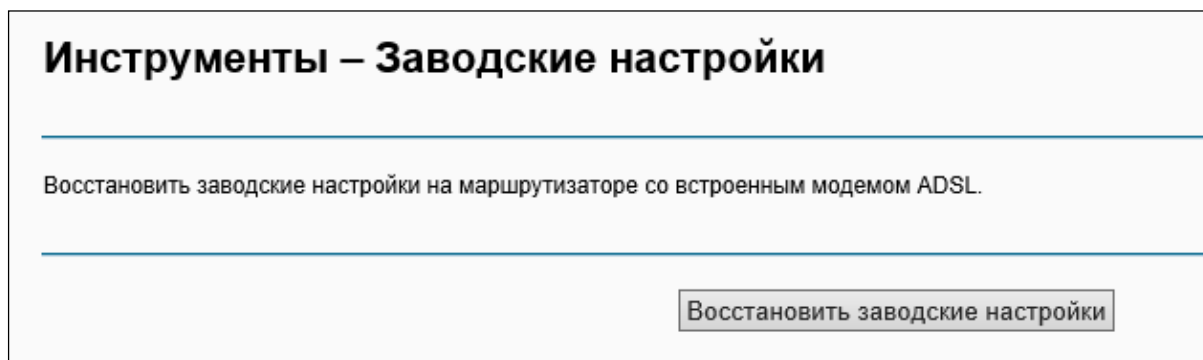 Инструменты – Заводские настройки
Восстановить заводские настройки на маршрутизаторе со встроенным модемом ADSL.
Восстановить заводские настройки